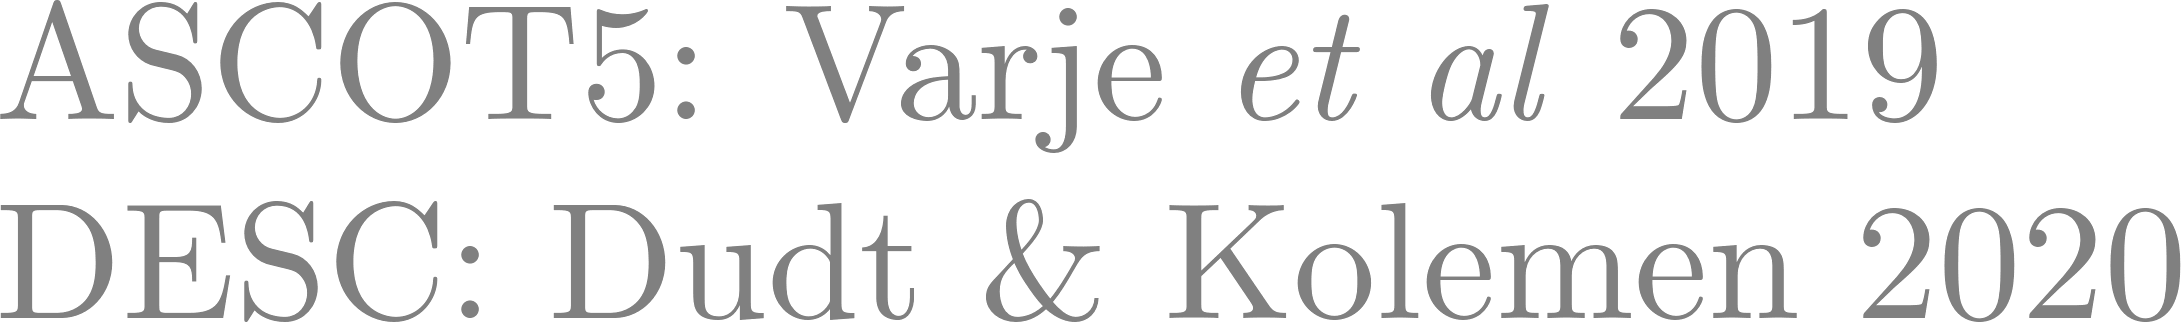 ASCOT5: Varje et al 2019
DESC: Dudt & Kolemen 2020